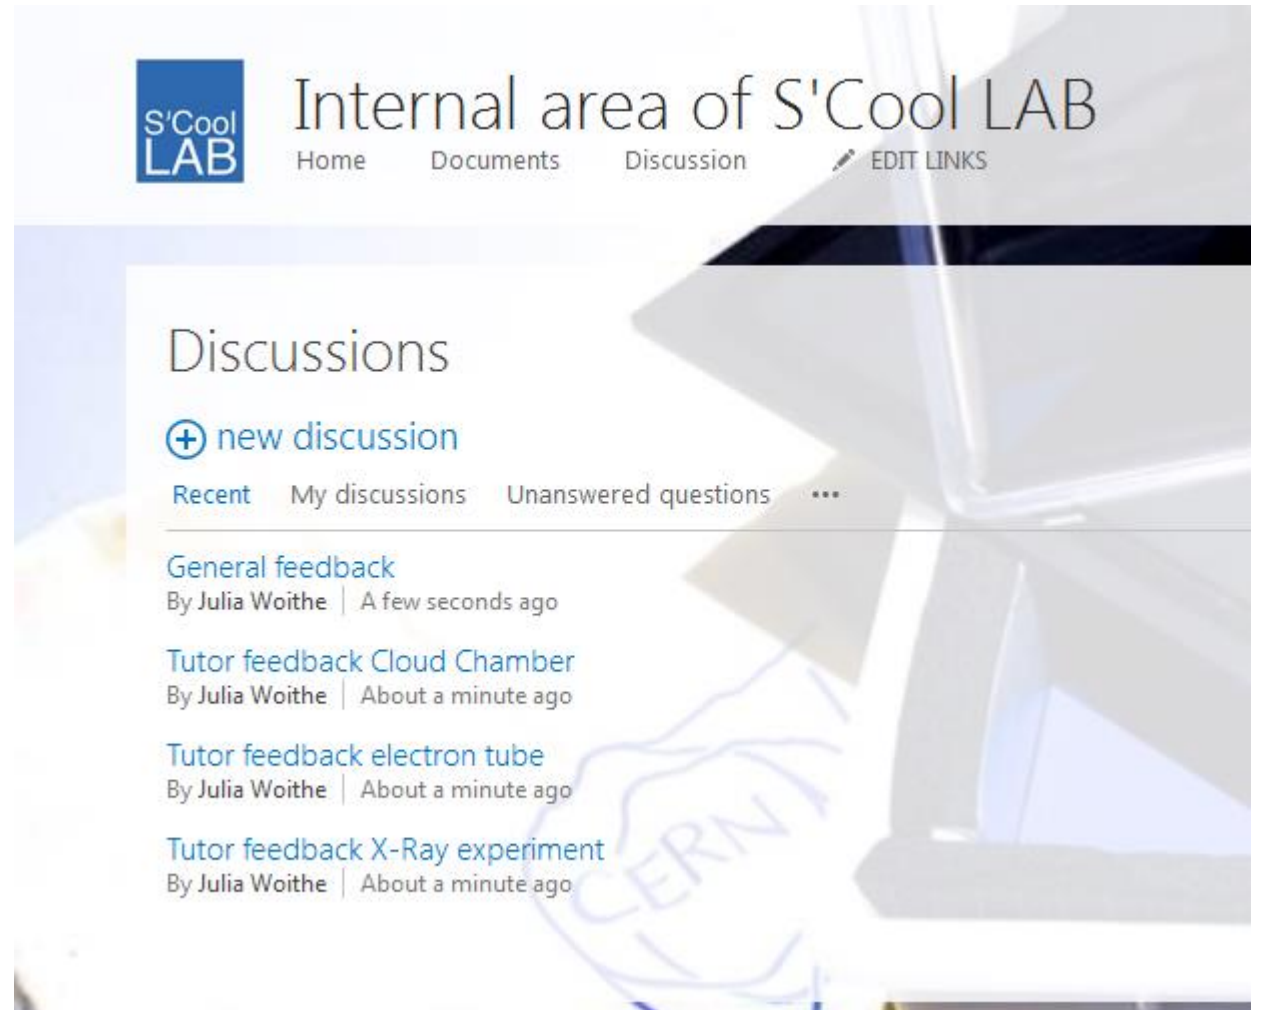 S'Cool
LAB
Internal area of S'Cool LAB
Home Documents Discussion EDIT LINKS
Discussions
new discussion
Recent My discussions Unanswered questions •••
General feedback
By Julia Woithe | A few seconds ago
Tutor feedback Cloud Chamber
By Julia Woithe | About a minute ago
Tutor feedback electron tube
By Julia Woithe | About a minute ago
Tutor feedback X-Ray experiment
By Julia Woithe | About a minute ago
CERN